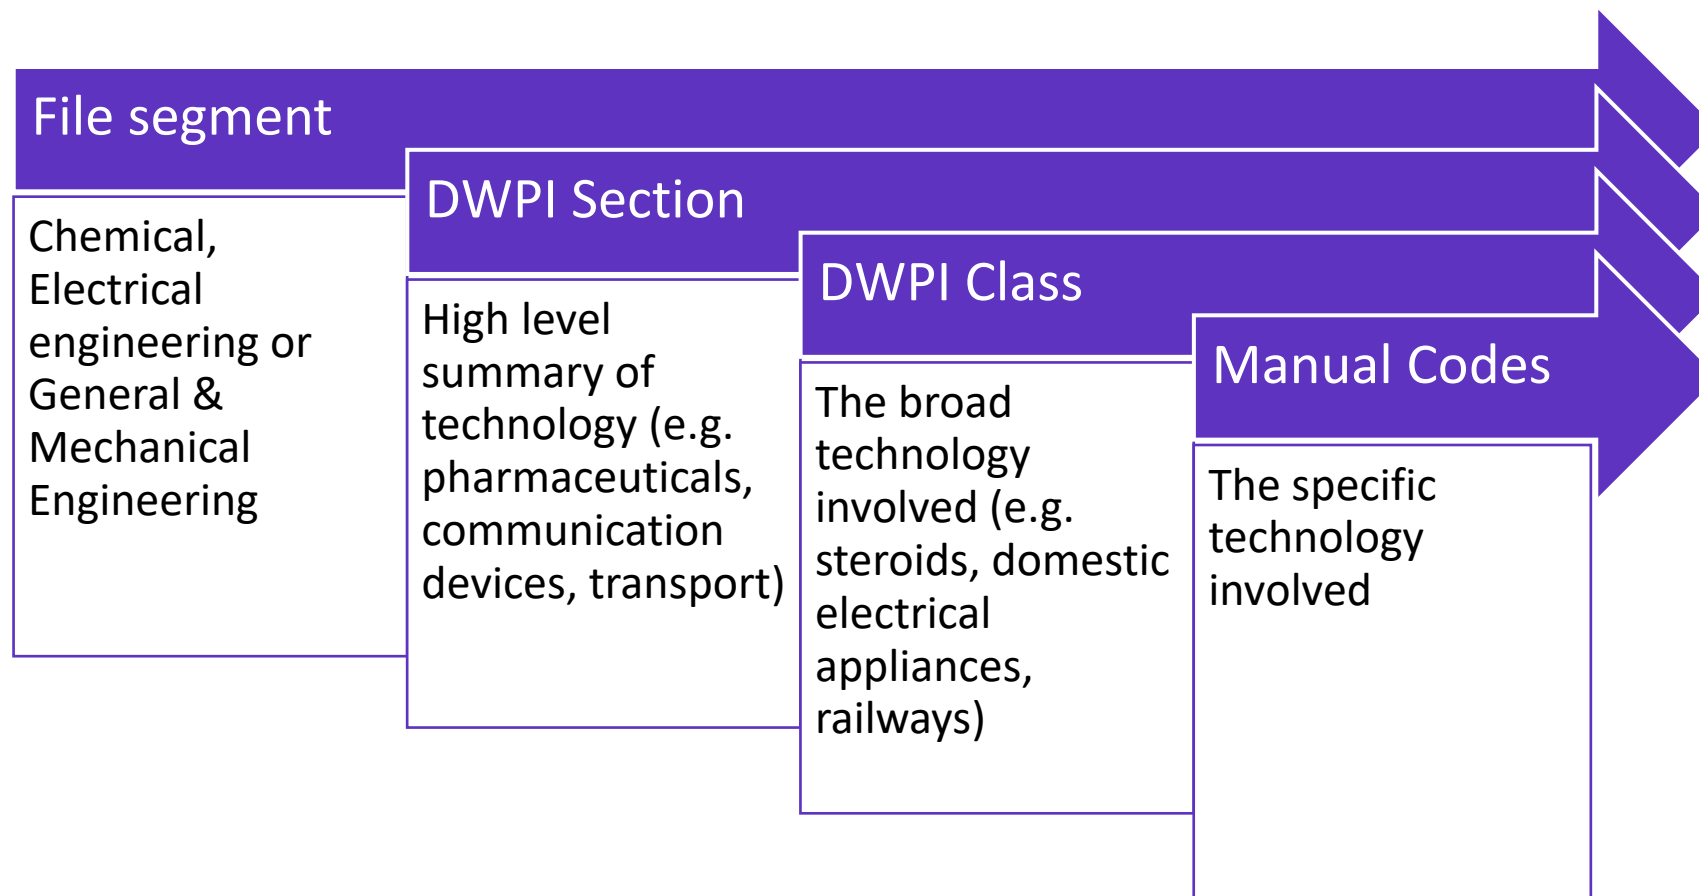 File segment
Chemical,
Electrical
engineering or
General &
Mechanical
Engineering
DWPI Section
High level
summary of
technology (e.g.
pharmaceuticals,
communication
devices, transport)
DWPI Class
The broad
technology
involved (e.g.
steroids, domestic
electrical
appliances,
railways)
Manual Codes
The specific
technology
involved